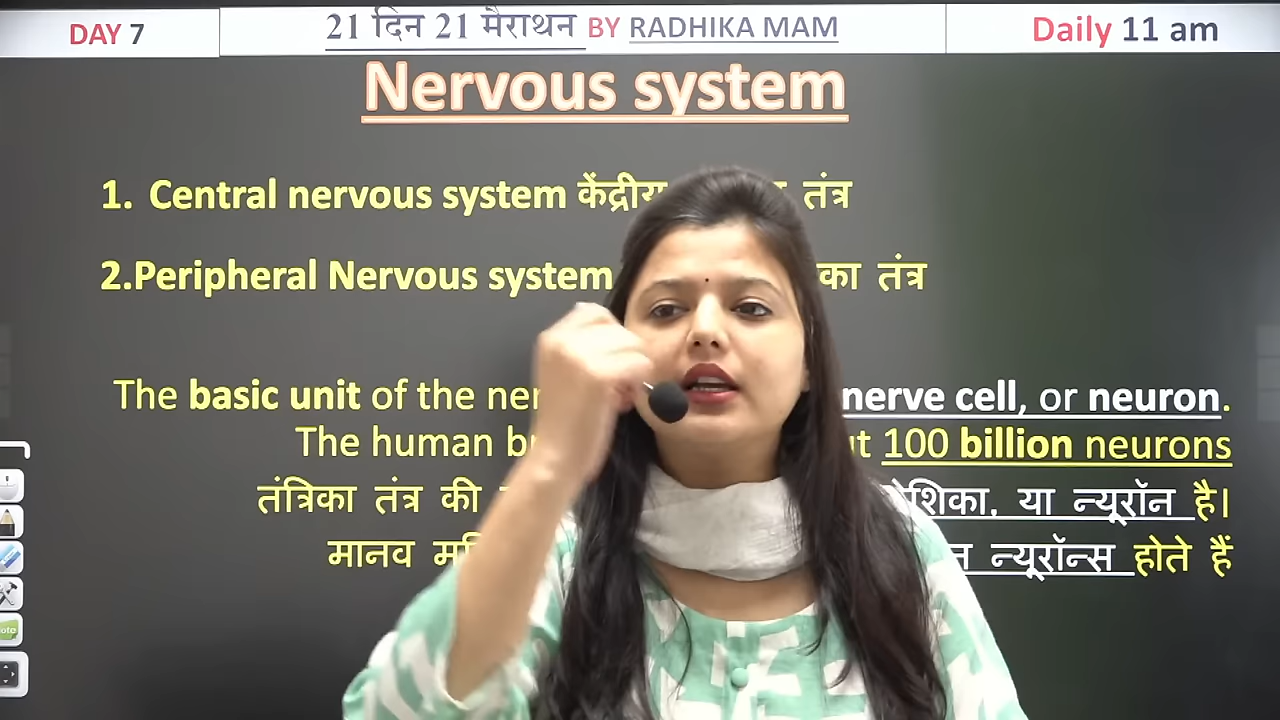 DAY 7
21 दिन 21 मैराथन BY RADHIKA MAM
Daily 11 am
Nervous system
1. Central nervous system केंद्रीय तंत्र
2.Peripheral Nervous system का तंत्र
The basic unit of the nerve cell, or neuron.
The human 100 billion neurons
तंत्रिका तंत्र की या न्यूरॉन है।
मानव न्यूरॉन्स होते हैं